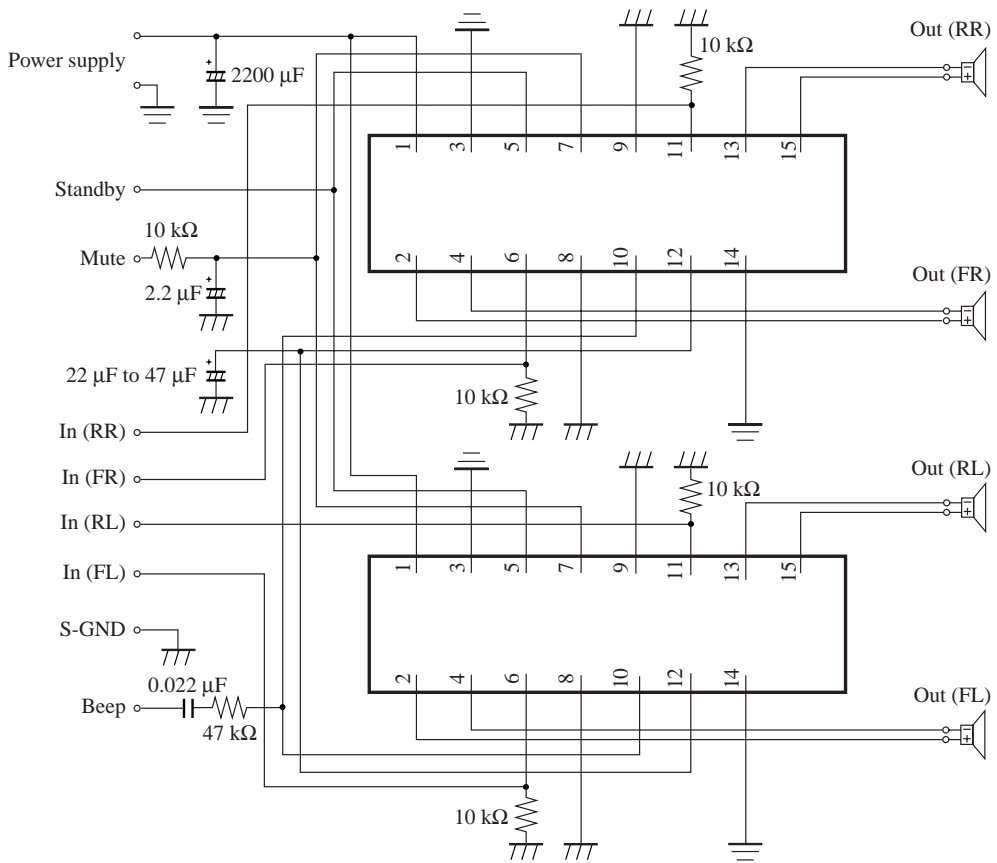 Out (RR)
10 kΩ
Power supply
+
2200 μF
−
+
1
3
5
7
9
11
13
15
Standby
10 kΩ
Mute
2
4
6
8
10
12
14
Out (FR)
+
2.2 μF
−
+
+
22 μF to 47 μF
10 kΩ
In (RR)
In (FR)
Out (RL)
10 kΩ
−
+
In (RL)
1
3
5
7
9
11
13
15
In (FL)
S-GND
2
4
6
8
10
12
14
0.022 μF
Beep
47 kΩ
Out (FL)
−
+
10 kΩ